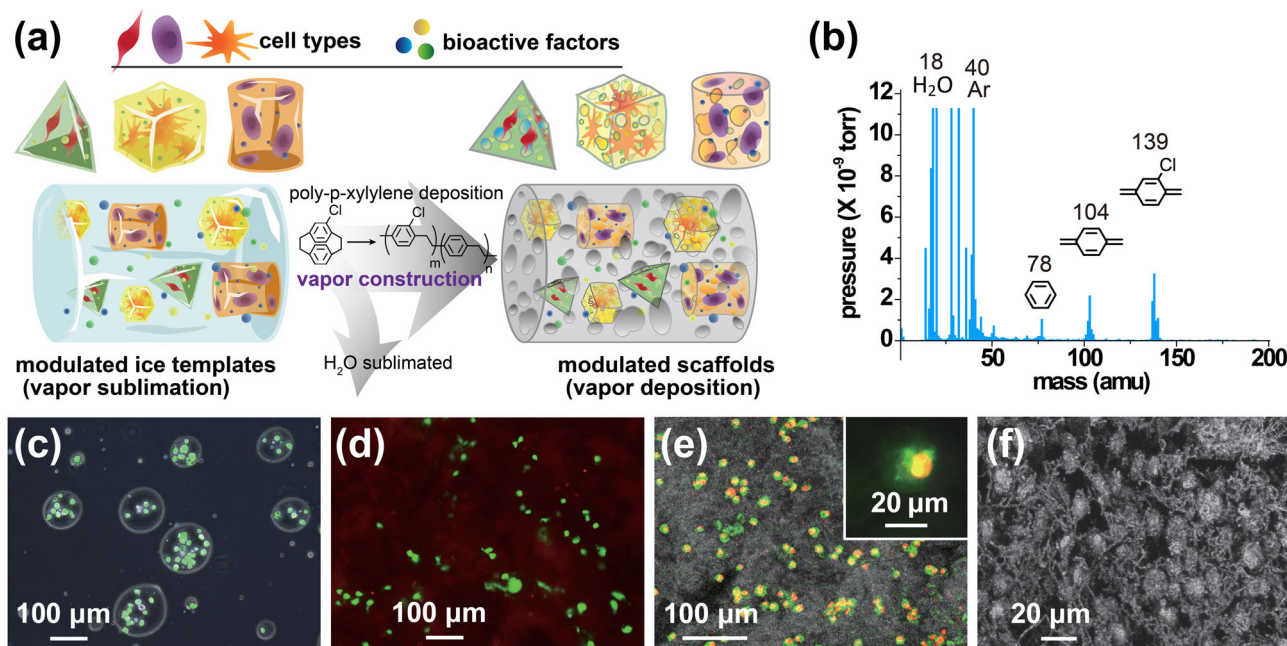 (a)
cell types
bioactive factors
poly-p-xylylene deposition
Cl
Cl
m
n
vapor construction
H₂O sublimated
modulated ice templates
(vapor sublimation)
modulated scaffolds
(vapor deposition)
(b)
pressure (X 10⁻⁹ torr)
12
10
8
6
4
2
0
18
H₂O
40
Ar
78
104
139
Cl
50
100
150
200
mass (amu)
(c)
100 µm
(d)
100 µm
(e)
20 µm
100 µm
(f)
20 µm